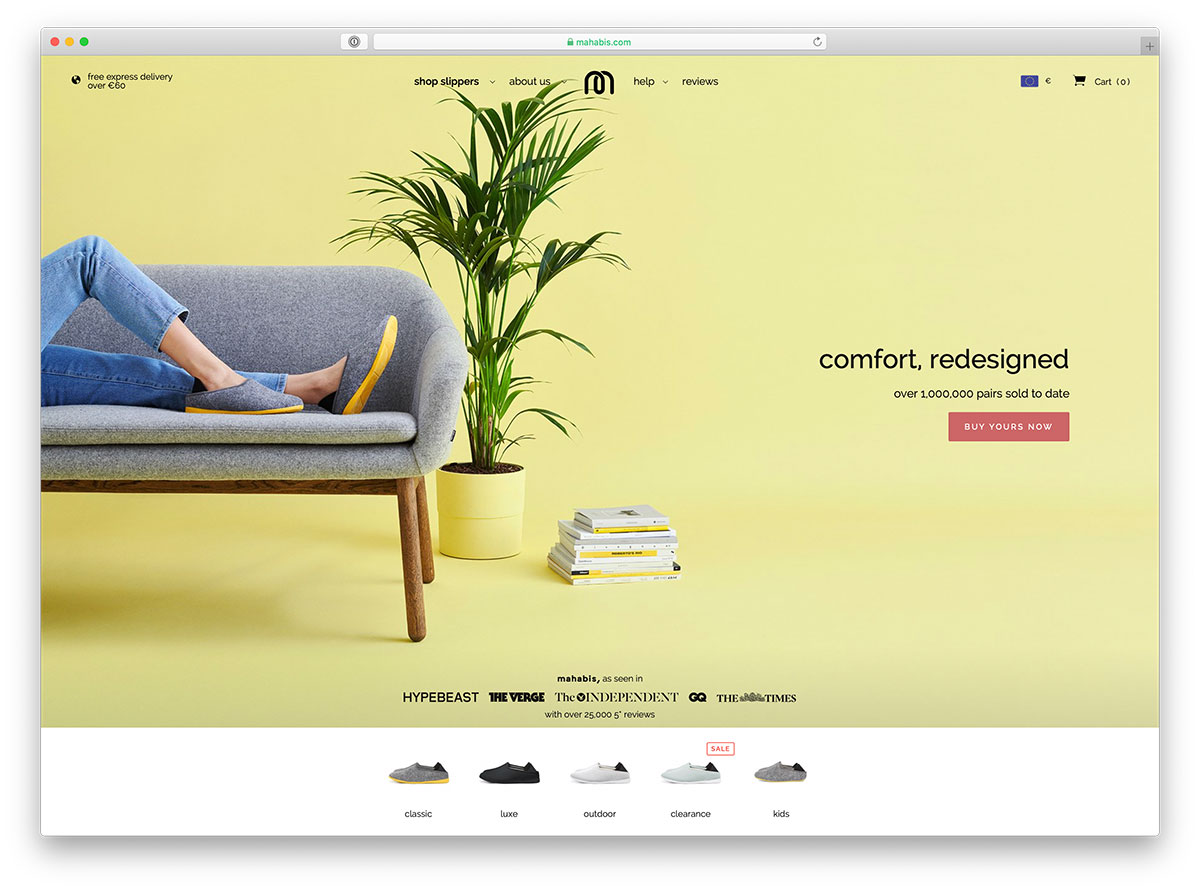 mahabis.com
free express delivery
over €60
shop slippers
about us
help
reviews
€
Cart (0)
comfort, redesigned
over 1,000,000 pairs sold to date
BUY YOURS NOW
mahabis, as seen in
HYPEBEAST THE VERGE The INDEPENDENT GQ THE TIMES
with over 25,000 5* reviews
SALE
classic
luxe
outdoor
clearance
kids